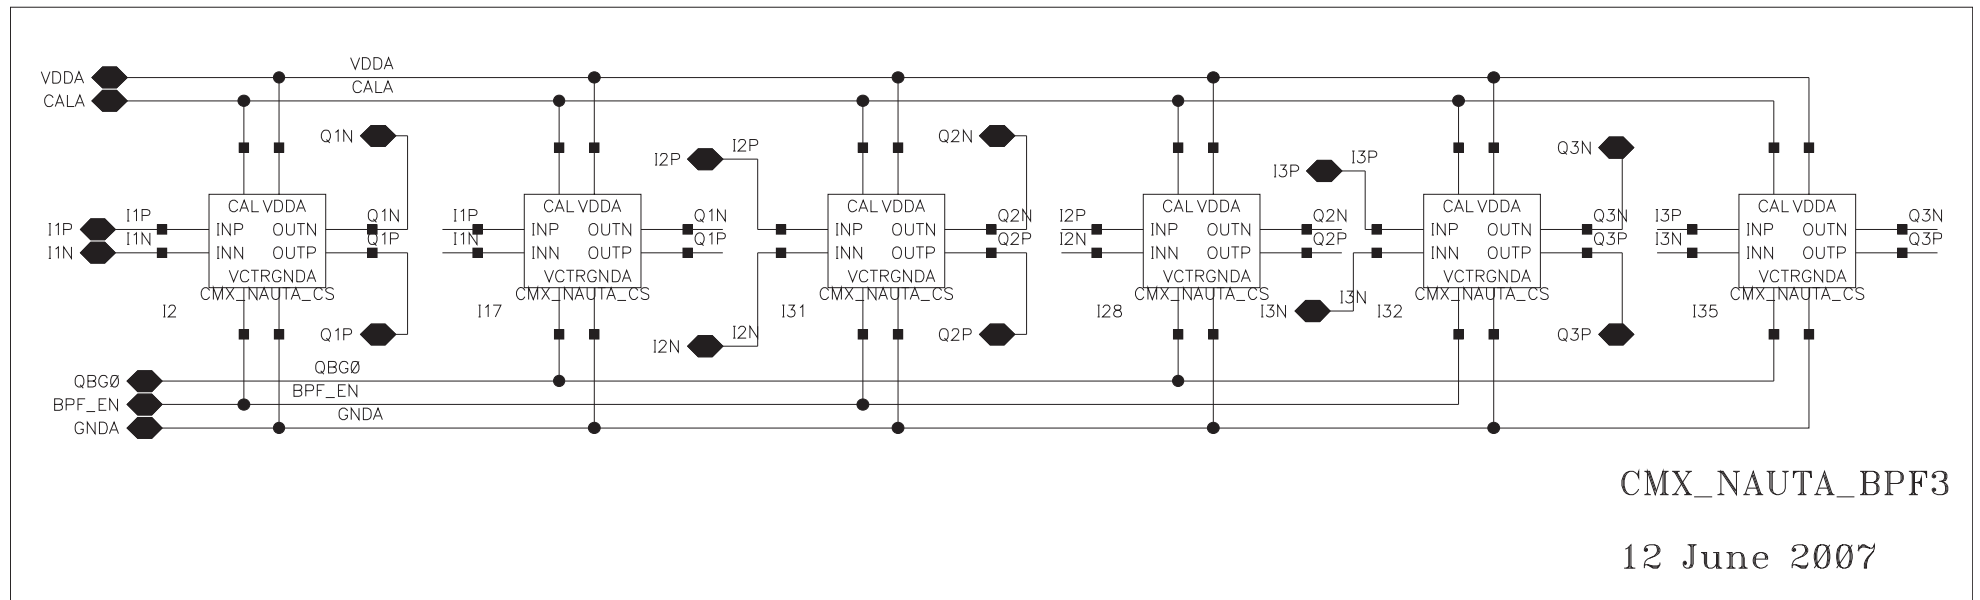 VDDA
VDDA
CALA
CALA
Q1N
I2P
I2P
Q2N
I3P
I3P
Q3N
CAL VDDA
CAL VDDA
CAL VDDA
CAL VDDA
CAL VDDA
CAL VDDA
I1P
I1P
INP
OUTN
Q1N
I1P
INP
OUTN
Q1N
INP
OUTN
Q2N
I2P
INP
OUTN
Q2N
INP
OUTN
Q3N
I3P
INP
OUTN
Q3N
I1N
I1N
INN
OUTP
Q1P
I1N
INN
OUTP
Q1P
INN
OUTP
Q2P
I2N
INN
OUTP
Q2P
INN
OUTP
Q3P
I3N
INN
OUTP
Q3P
VCTRGNDA
VCTRGNDA
VCTRGNDA
VCTRGNDA
VCTRGNDA
VCTRGNDA
CMX_NAUTA_CS
CMX_NAUTA_CS
CMX_NAUTA_CS
CMX_NAUTA_CS
CMX_NAUTA_CS
CMX_NAUTA_CS
I2
I17
I31
I28
I3N
I3N
I32
I35
Q1P
I2N
I2N
Q2P
Q3P
QBG0
QBG0
BPF_EN
BPF_EN
GNDA
GNDA
CMX_NAUTA_BPF3
12 June 2007